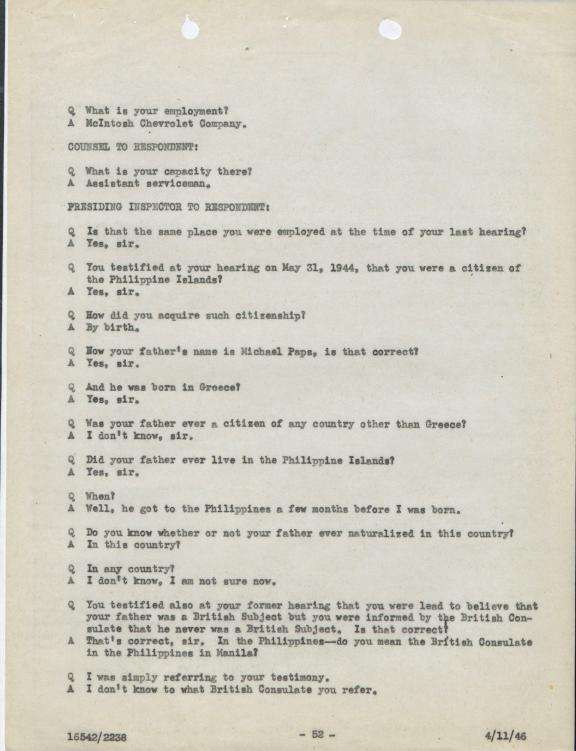 Q What is your employment?
A McIntosh Chevrolet Company.
COUNSEL TO RESPONDENT:
Q What is your capacity there?
A Assistant serviceman.
PRESIDING INSPECTOR TO RESPONDENT:
Q Is that the same place you were employed at the time of your last hearing?
A Yes, sir.
Q You testified at your hearing on May 31, 1944, that you were a citizen of
the Philippine Islands?
A Yes, sir.
Q How did you acquire such citizenship?
A By birth.
Q Now your father's name is Michael Paps, is that correct?
A Yes, sir.
Q And he was born in Greece?
A Yes, sir.
Q Was your father ever a citizen of any country other than Greece?
A I don't know, sir.
Q Did your father ever live in the Philippine Islands?
A Yes, sir.
Q When?
A Well, he got to the Philippines a few months before I was born.
Q Do you know whether or not your father ever naturalized in this country?
A In this country?
Q In any country?
A I don't know, I am not sure now.
Q You testified also at your former hearing that you were lead to believe that
your father was a British Subject but you were informed by the British Con-
sulate that he never was a British Subject. Is that correct?
A That's correct, sir. In the Philippines--do you mean the British Consulate
in the Philippines in Manila?
Q I was simply referring to your testimony.
A I don't know to what British Consulate you refer.
16542/2238 - 52 - 4/11/46